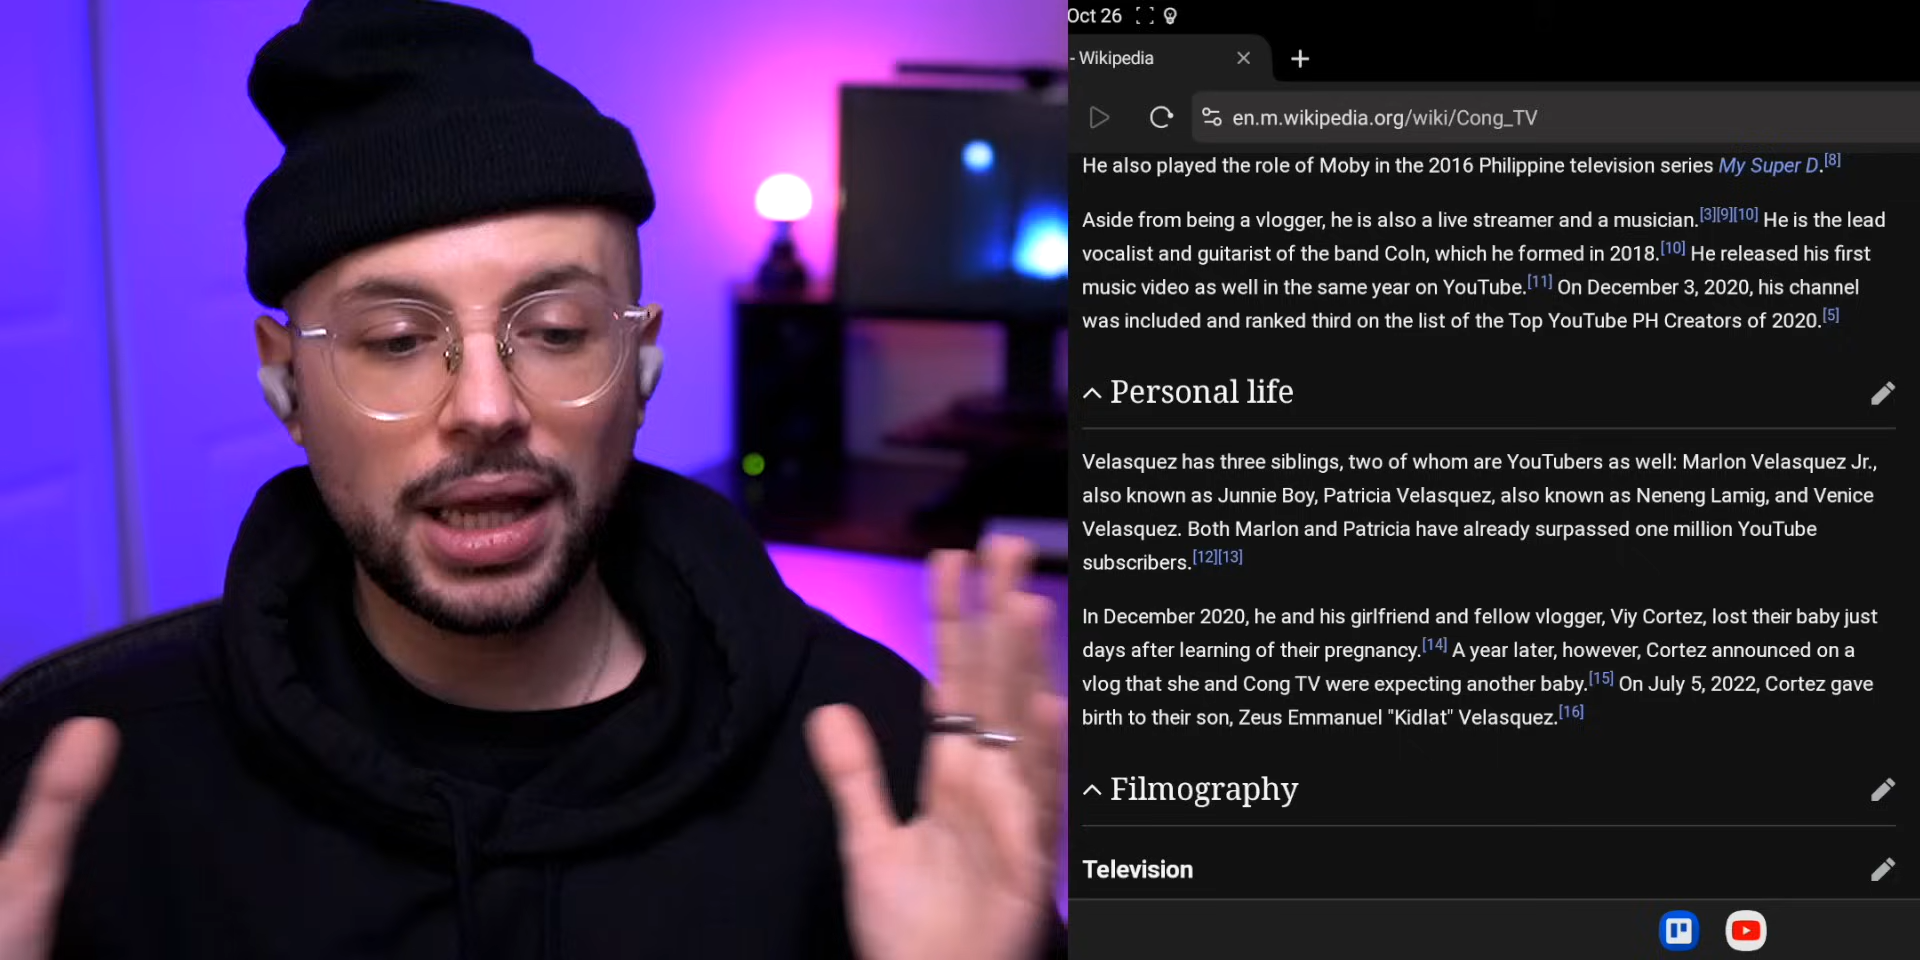 Oct 26
- Wikipedia
en.m.wikipedia.org/wiki/Cong_TV
He also played the role of Moby in the 2016 Philippine television series My Super D.[8]
Aside from being a vlogger, he is also a live streamer and a musician.[3][9][10] He is the lead
vocalist and guitarist of the band Coln, which he formed in 2018.[10] He released his first
music video as well in the same year on YouTube.[11] On December 3, 2020, his channel
was included and ranked third on the list of the Top YouTube PH Creators of 2020.[5]
Personal life
Velasquez has three siblings, two of whom are YouTubers as well: Marlon Velasquez Jr.,
also known as Junnie Boy, Patricia Velasquez, also known as Neneng Lamig, and Venice
Velasquez. Both Marlon and Patricia have already surpassed one million YouTube
subscribers.[12][13]
In December 2020, he and his girlfriend and fellow vlogger, Viy Cortez, lost their baby just
days after learning of their pregnancy.[14] A year later, however, Cortez announced on a
vlog that she and Cong TV were expecting another baby.[15] On July 5, 2022, Cortez gave
birth to their son, Zeus Emmanuel "Kidlat" Velasquez.[16]
Filmography
Television